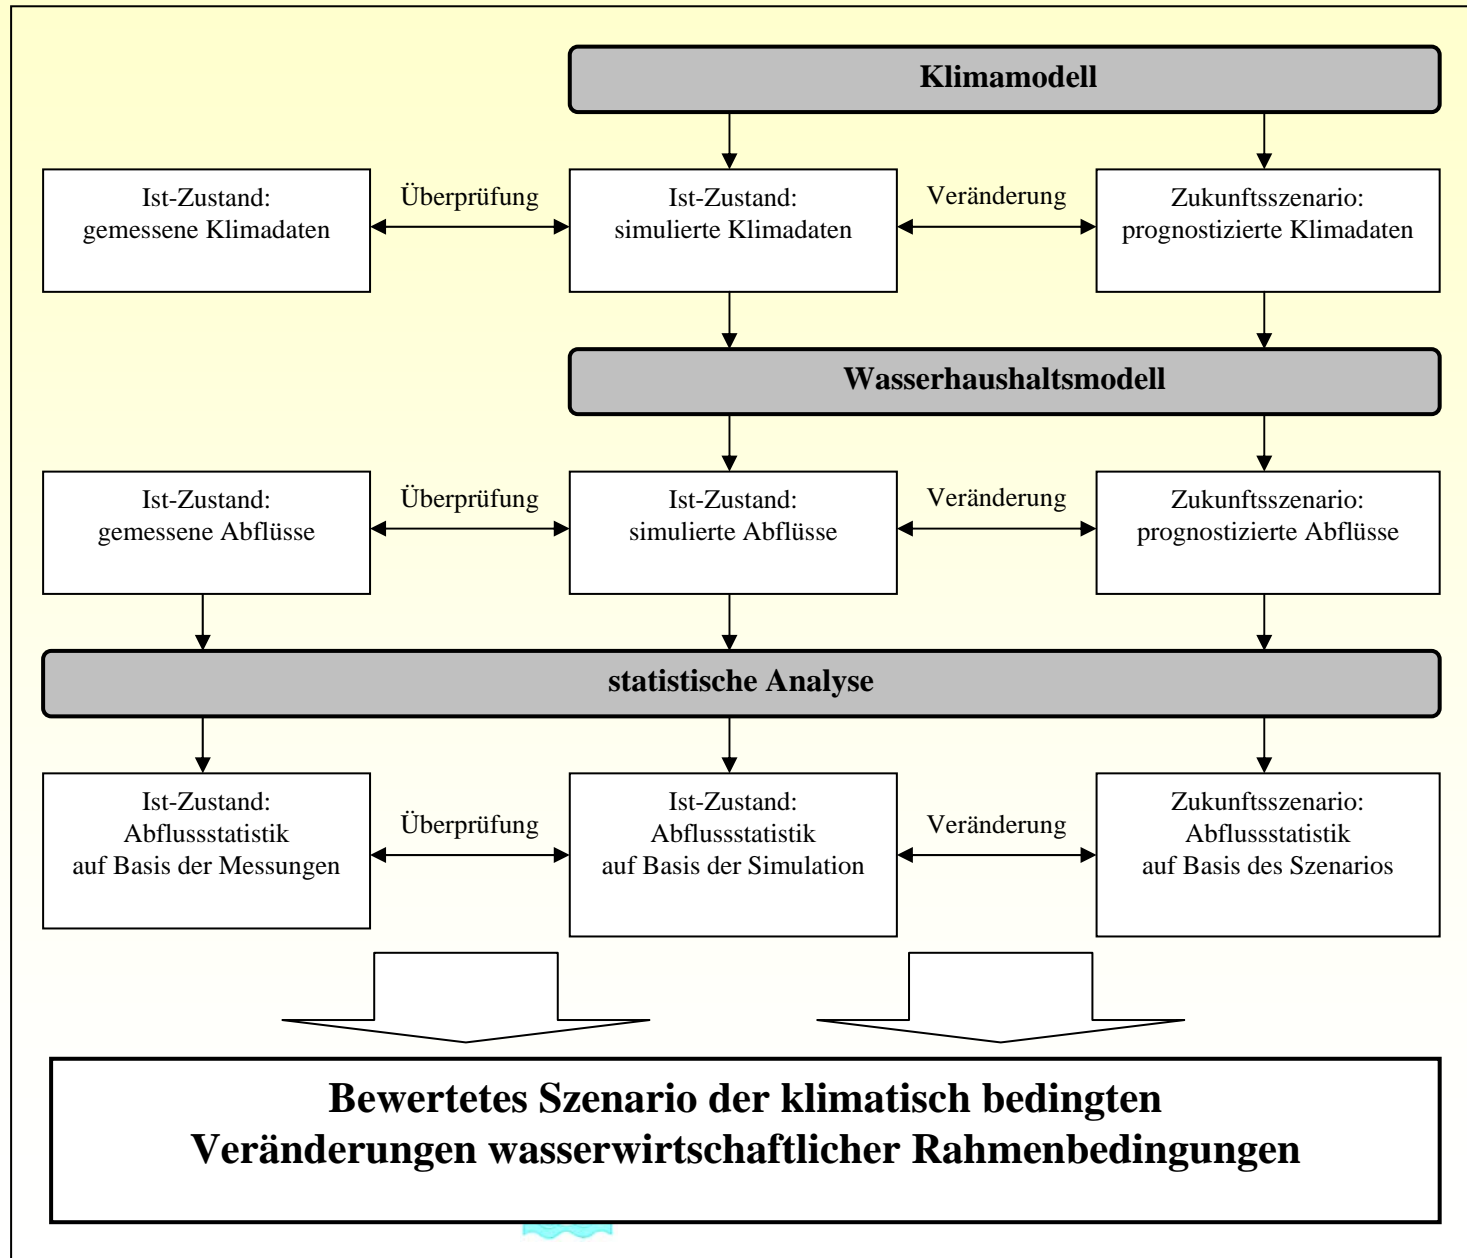 Klimamodell
Ist-Zustand:
gemessene Klimadaten
Überprüfung
Ist-Zustand:
simulierte Klimadaten
Veränderung
Zukunftsszenario:
prognostizierte Klimadaten
Wasserhaushaltsmodell
Ist-Zustand:
gemessene Abflüsse
Überprüfung
Ist-Zustand:
simulierte Abflüsse
Veränderung
Zukunftsszenario:
prognostizierte Abflüsse
statistische Analyse
Ist-Zustand:
Abflussstatistik
auf Basis der Messungen
Überprüfung
Ist-Zustand:
Abflussstatistik
auf Basis der Simulation
Veränderung
Zukunftsszenario:
Abflussstatistik
auf Basis des Szenarios
Bewertetes Szenario der klimatisch bedingten
Veränderungen wasserwirtschaftlicher Rahmenbedingungen